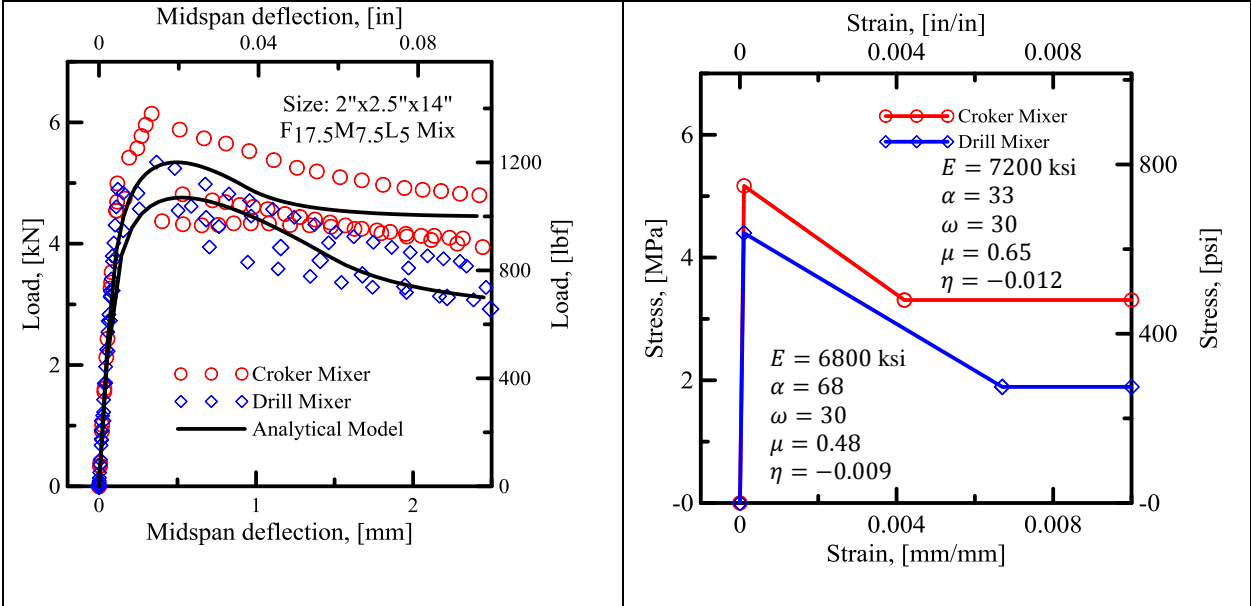 Midspan deflection, [in]
0 0.04 0.08
Size: 2"x2.5"x14"
F17.5M7.5L5 Mix
6
4
2
0
Load, [kN]
1200
800
400
0
Load, [lbf]
Croker Mixer
Drill Mixer
Analytical Model
0 1 2
Midspan deflection, [mm]
Strain, [in/in]
0 0.004 0.008
Croker Mixer
Drill Mixer
E = 7200 ksi
α = 33
ω = 30
μ = 0.65
η = −0.012
6
4
2
-0
Stress, [MPa]
800
400
-0
Stress, [psi]
E = 6800 ksi
α = 68
ω = 30
μ = 0.48
η = −0.009
0 0.004 0.008
Strain, [mm/mm]